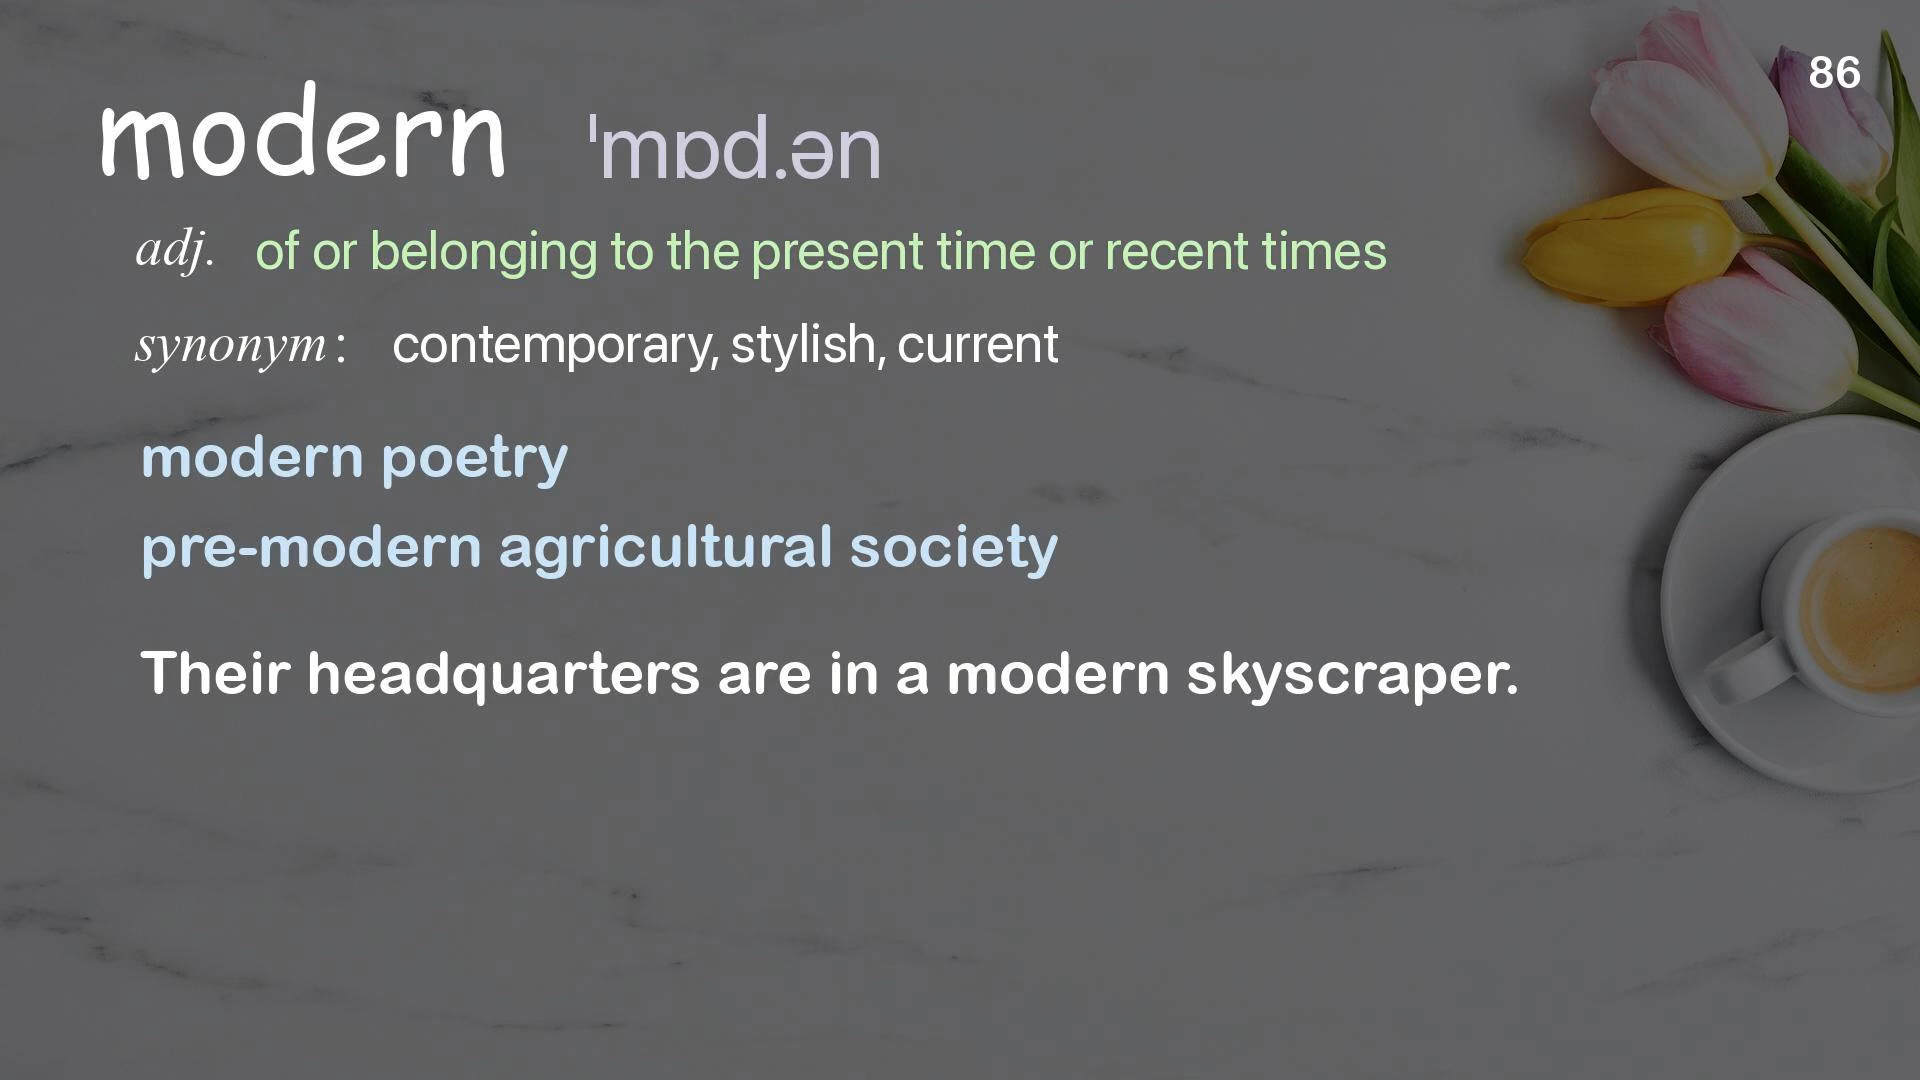 86
modern ˈmɒd.ən
adj. of or belonging to the present time or recent times
synonym: contemporary, stylish, current
modern poetry
pre-modern agricultural society
Their headquarters are in a modern skyscraper.